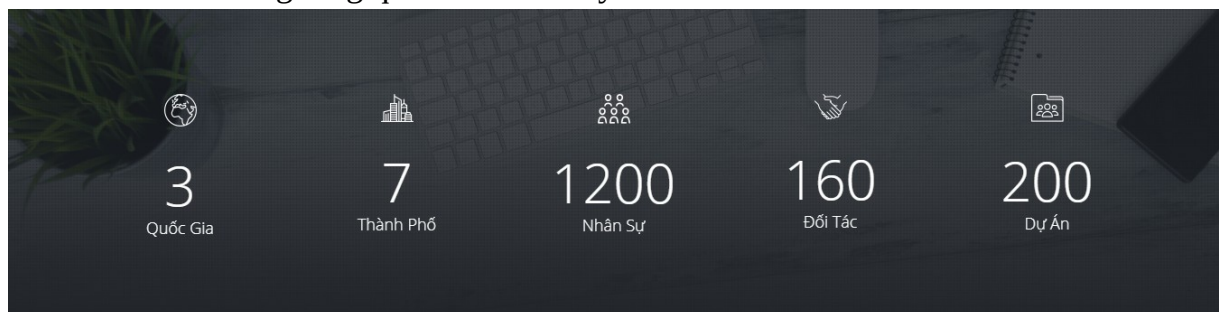 3
Quốc Gia
7
Thành Phố
1200
Nhân Sự
160
Đối Tác
200
Dự Án